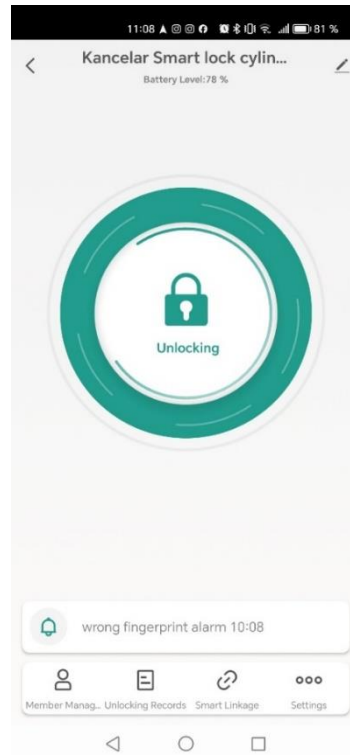 11:08 81 %
Kancelar Smart lock cylin...
Battery Level:78 %
Unlocking
wrong fingerprint alarm 10:08
Member Manag... Unlocking Records Smart Linkage Settings